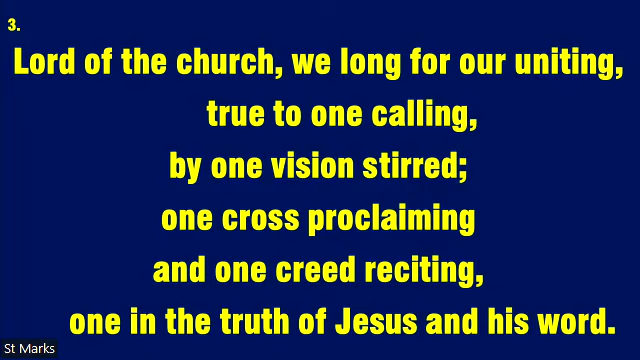 3.
Lord of the church, we long for our uniting,
true to one calling,
by one vision stirred;
one cross proclaiming
and one creed reciting,
one in the truth of Jesus and his word.
St Marks